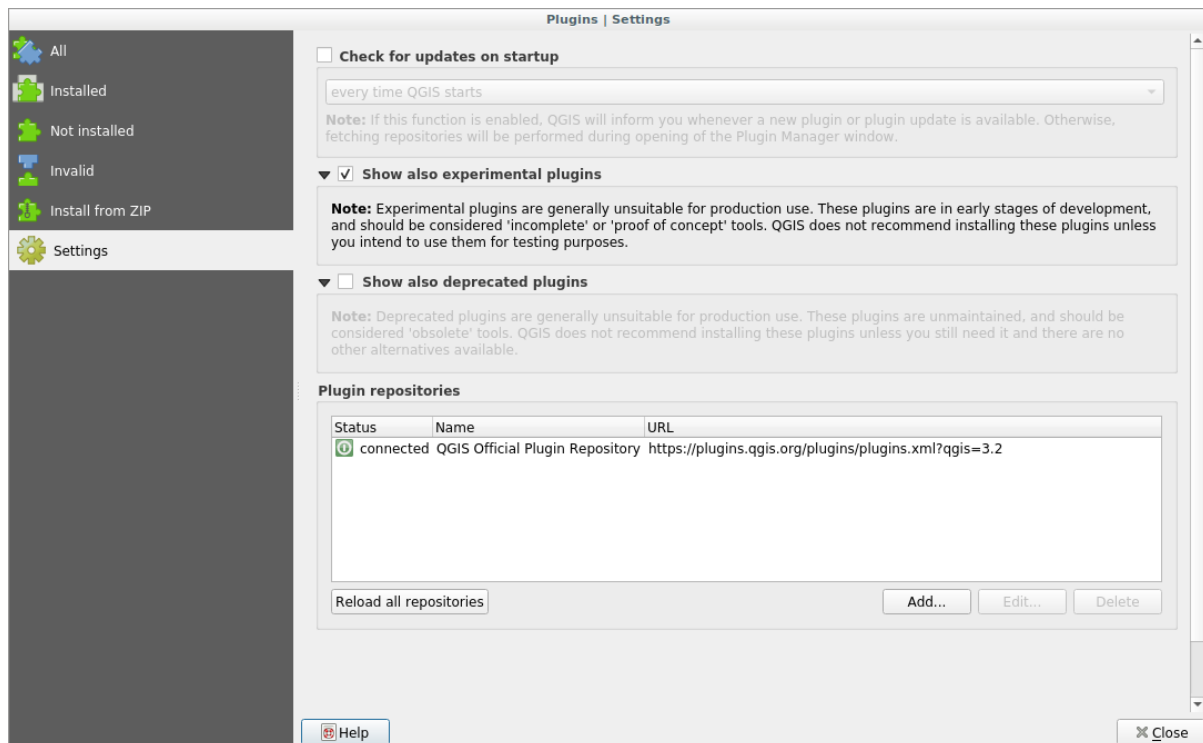 Plugins | Settings
All
Installed
Not installed
Invalid
Install from ZIP
Settings
Check for updates on startup
every time QGIS starts
Note: If this function is enabled, QGIS will inform you whenever a new plugin or plugin update is available. Otherwise,
fetching repositories will be performed during opening of the Plugin Manager window.
Show also experimental plugins
Note: Experimental plugins are generally unsuitable for production use. These plugins are in early stages of development,
and should be considered 'incomplete' or 'proof of concept' tools. QGIS does not recommend installing these plugins unless
you intend to use them for testing purposes.
Show also deprecated plugins
Note: Deprecated plugins are generally unsuitable for production use. These plugins are unmaintained, and should be
considered 'obsolete' tools. QGIS does not recommend installing these plugins unless you still need it and there are no
other alternatives available.
Plugin repositories
Status Name URL
connected QGIS Official Plugin Repository https://plugins.qgis.org/plugins/plugins.xml?qgis=3.2
Reload all repositories Add... Edit... Delete
Help Close